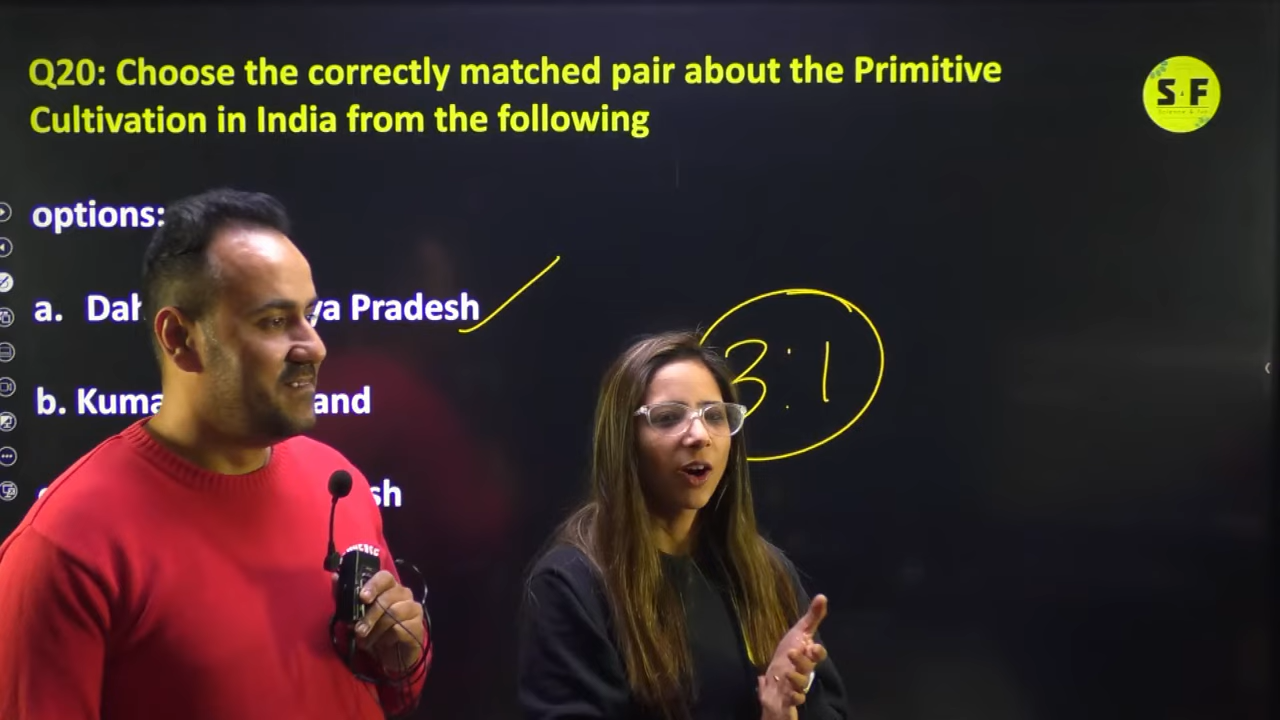 Q20: Choose the correctly matched pair about the Primitive
Cultivation in India from the following
S F
options:
a. Dah ya Pradesh
3:1
b. Kuma and
sh